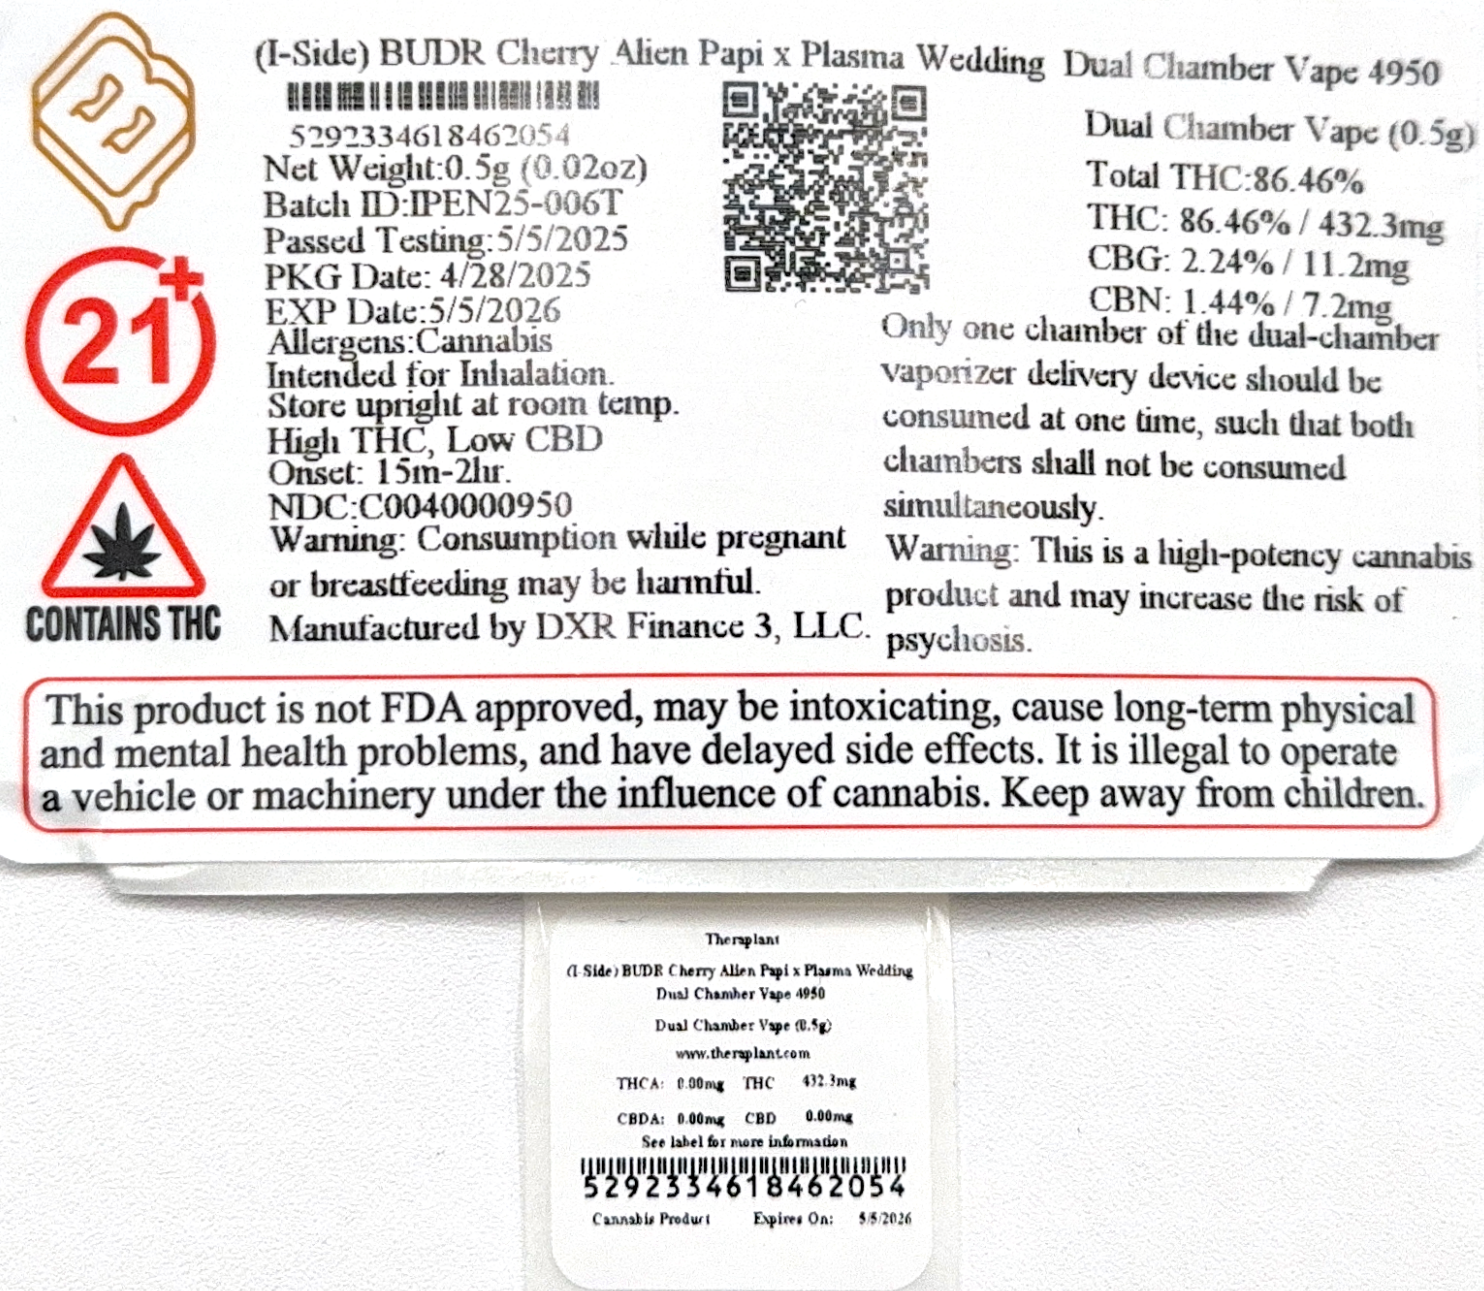 (I-Side) BUDR Cherry Alien Papi x Plasma Wedding Dual Chamber Vape 4950
5292334618462054
Net Weight:0.5g (0.02oz)
Batch ID:IPEN25-006T
Passed Testing:5/5/2025
PKG Date: 4/28/2025
EXP Date:5/5/2026
Allergens:Cannabis
Intended for Inhalation.
Store upright at room temp.
High THC, Low CBD
Onset: 15m-2hr.
NDC:C0040000950
Warning: Consumption while pregnant
or breastfeeding may be harmful.
Manufactured by DXR Finance 3, LLC.
Dual Chamber Vape (0.5g)
Total THC:86.46%
THC: 86.46% / 432.3mg
CBG: 2.24% / 11.2mg
CBN: 1.44% / 7.2mg
Only one chamber of the dual-chamber
vaporizer delivery device should be
consumed at one time, such that both
chambers shall not be consumed
simultaneously.
Warning: This is a high-potency cannabis
product and may increase the risk of
psychosis.
21+
CONTAINS THC
This product is not FDA approved, may be intoxicating, cause long-term physical
and mental health problems, and have delayed side effects. It is illegal to operate
a vehicle or machinery under the influence of cannabis. Keep away from children.
Theraplant
(I-Side) BUDR Cherry Alien Papi x Plasma Wedding
Dual Chamber Vape 4950
Dual Chamber Vape (0.5g)
www.theraplant.com
THCA: 0.00mg THC 432.3mg
CBDA: 0.00mg CBD 0.00mg
See label for more information
5292334618462054
Cannabis Product Expires On: 5/5/2026